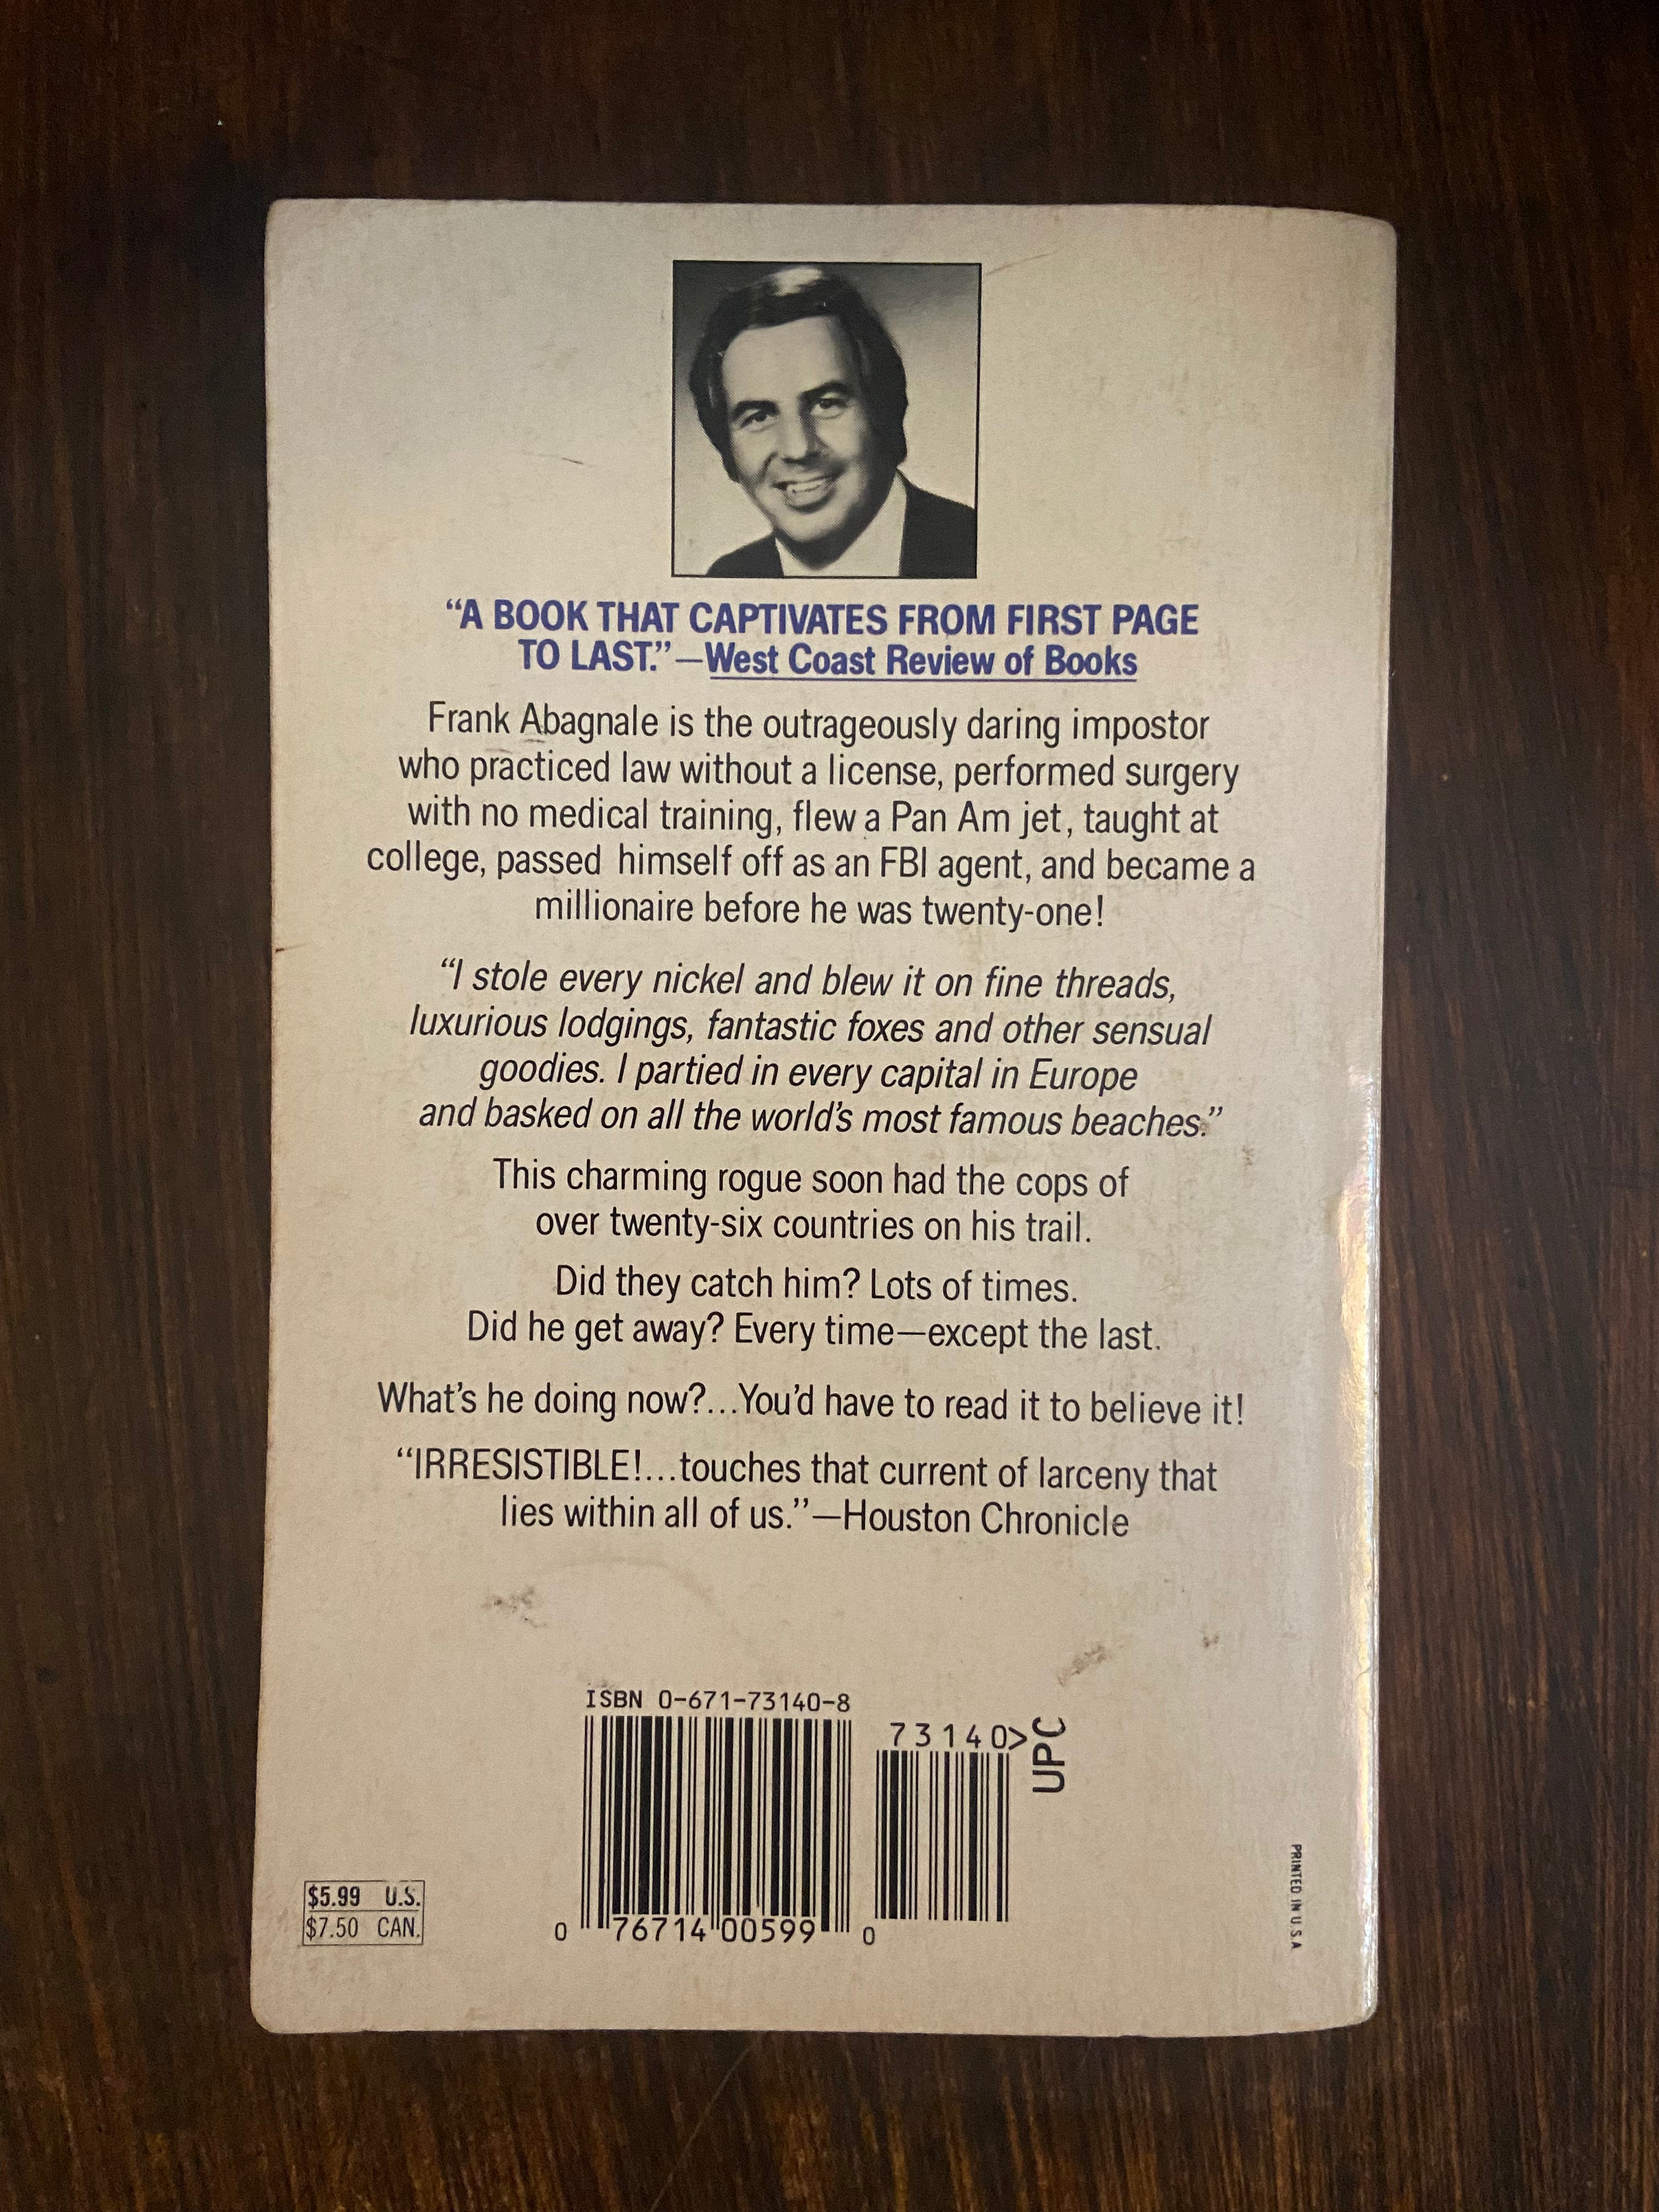 “A BOOK THAT CAPTIVATES FROM FIRST PAGE
TO LAST.”—West Coast Review of Books
Frank Abagnale is the outrageously daring impostor
who practiced law without a license, performed surgery
with no medical training, flew a Pan Am jet, taught at
college, passed himself off as an FBI agent, and became a
millionaire before he was twenty-one!
“I stole every nickel and blew it on fine threads,
luxurious lodgings, fantastic foxes and other sensual
goodies. I partied in every capital in Europe
and basked on all the world’s most famous beaches.”
This charming rogue soon had the cops of
over twenty-six countries on his trail.
Did they catch him? Lots of times.
Did he get away? Every time—except the last.
What’s he doing now?...You’d have to read it to believe it!
“IRRESISTIBLE!...touches that current of larceny that
lies within all of us.”—Houston Chronicle
ISBN 0-671-73140-8
73140>
UPC
0 76714 00599 0
$5.99 U.S.
$7.50 CAN.
PRINTED IN U.S.A